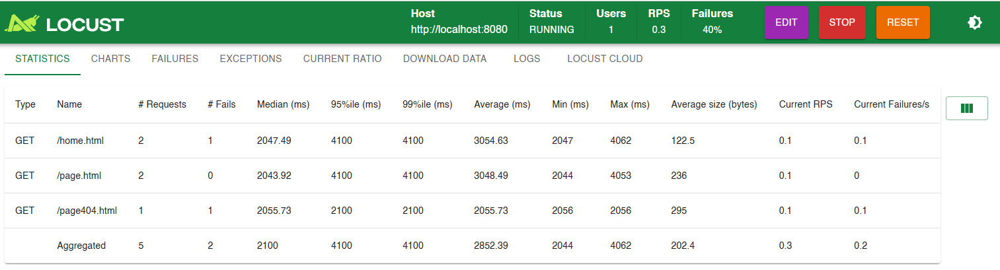 LOCUST
Host
http://localhost:8080
Status
RUNNING
Users
1
RPS
0.3
Failures
40%
EDIT
STOP
RESET
STATISTICS CHARTS FAILURES EXCEPTIONS CURRENT RATIO DOWNLOAD DATA LOGS LOCUST CLOUD
Type Name # Requests # Fails Median (ms) 95%ile (ms) 99%ile (ms) Average (ms) Min (ms) Max (ms) Average size (bytes) Current RPS Current Failures/s
GET /home.html 2 1 2047.49 4100 4100 3054.63 2047 4062 122.5 0.1 0.1
GET /page.html 2 0 2043.92 4100 4100 3048.49 2044 4053 236 0.1 0
GET /page404.html 1 1 2055.73 2100 2100 2055.73 2056 2056 295 0.1 0.1
Aggregated 5 2 2100 4100 4100 2852.39 2044 4062 202.4 0.3 0.2